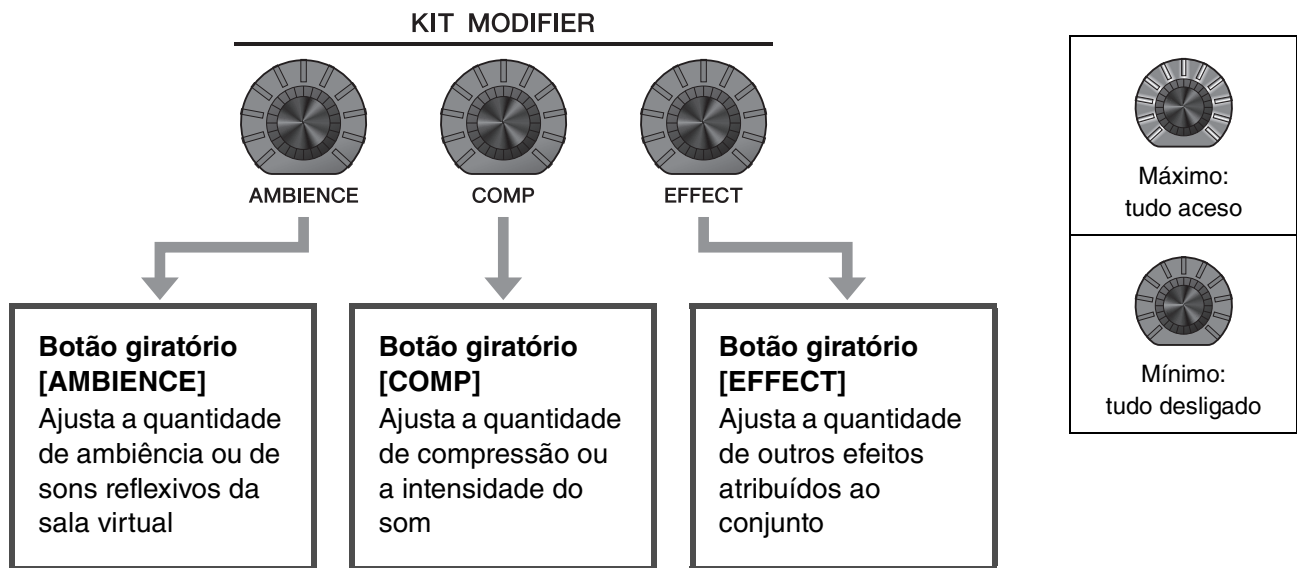 KIT MODIFIER
AMBIENCE
COMP
EFFECT
Botão giratório
[AMBIENCE]
Ajusta a quantidade
de ambiência ou de
sons reflexivos da
sala virtual
Botão giratório
[COMP]
Ajusta a quantidade
de compressão ou
a intensidade do
som
Botão giratório
[EFFECT]
Ajusta a quantidade
de outros efeitos
atribuídos ao
conjunto
Máximo:
tudo aceso
Mínimo:
tudo desligado